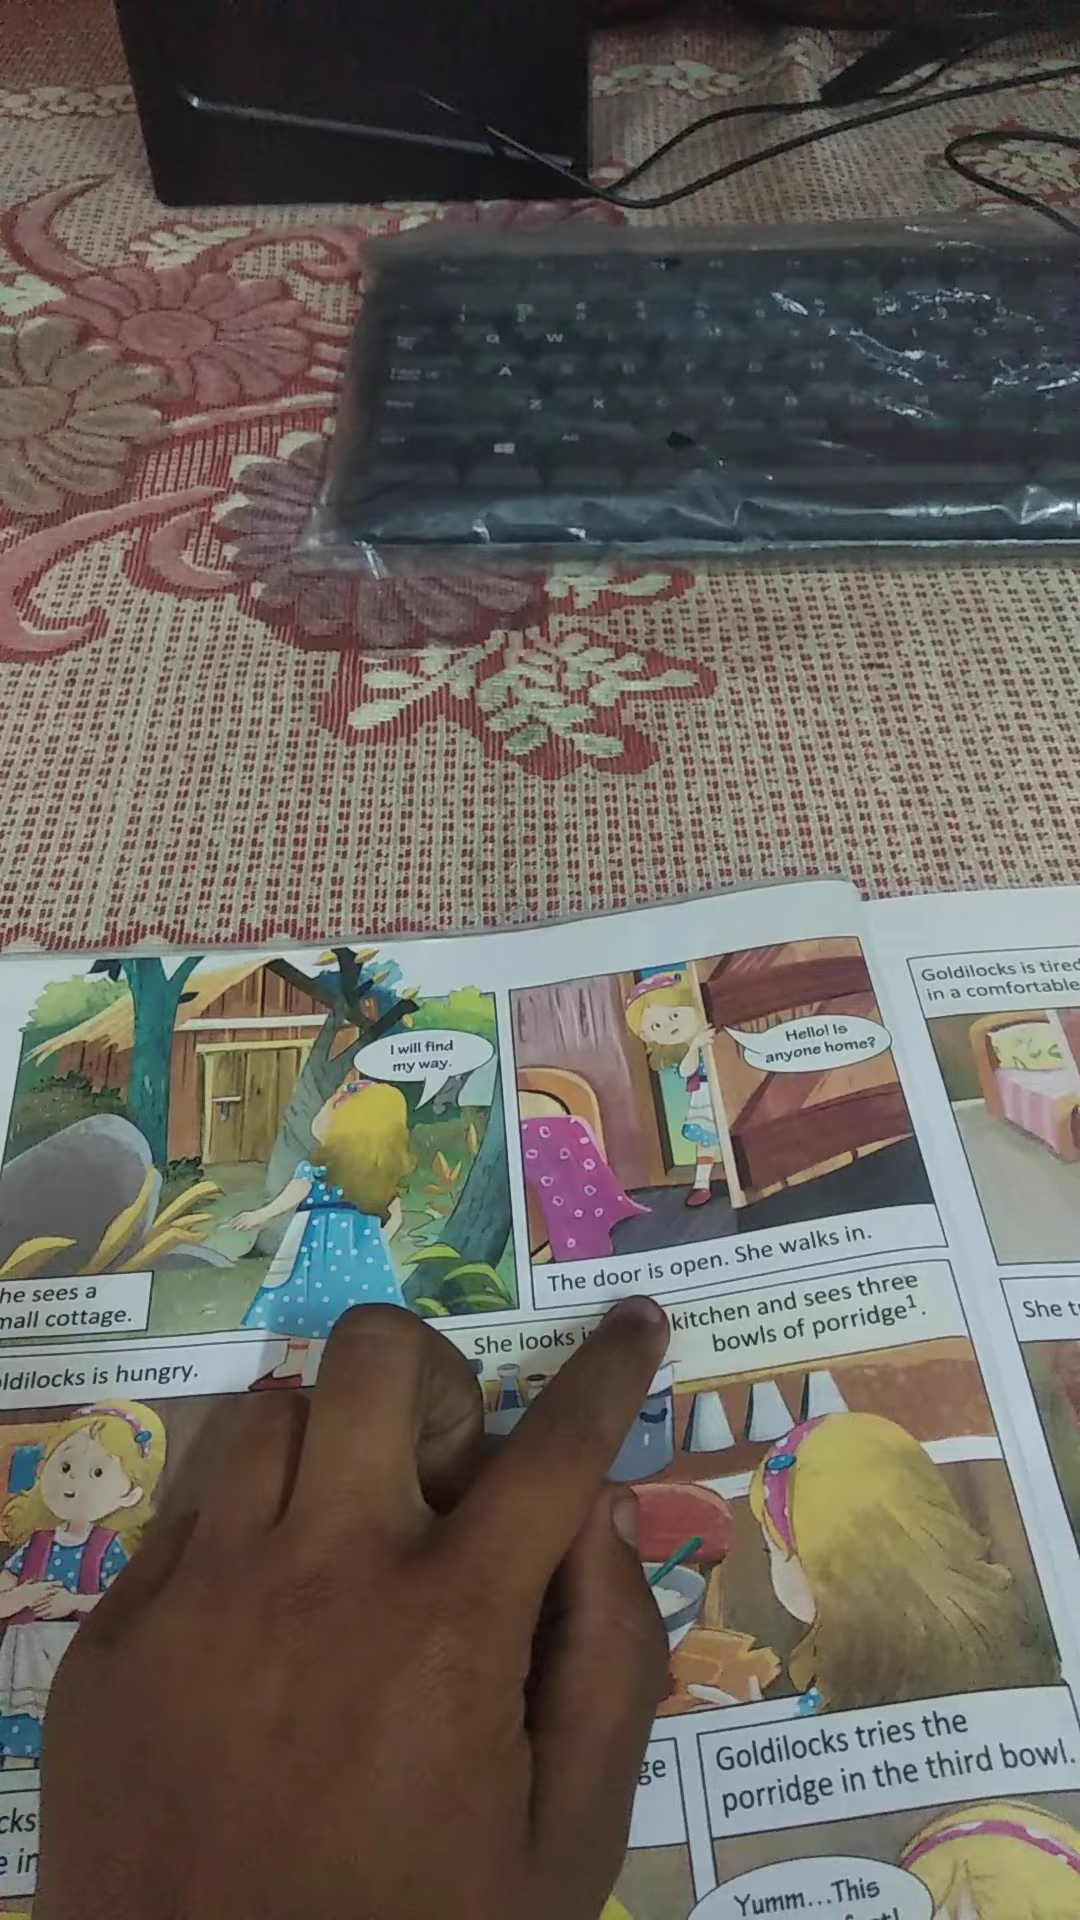 I will find
my way.
Hello! Is
anyone home?
he sees a
mall cottage.
The door is open. She walks in.
ldilocks is hungry.
She looks i kitchen and sees three
bowls of porridge¹.
ge
Goldilocks tries the
porridge in the third bowl.
cks
e in
Yumm...This
Goldilocks is tired
in a comfortable
She t
Q W
A
Z X